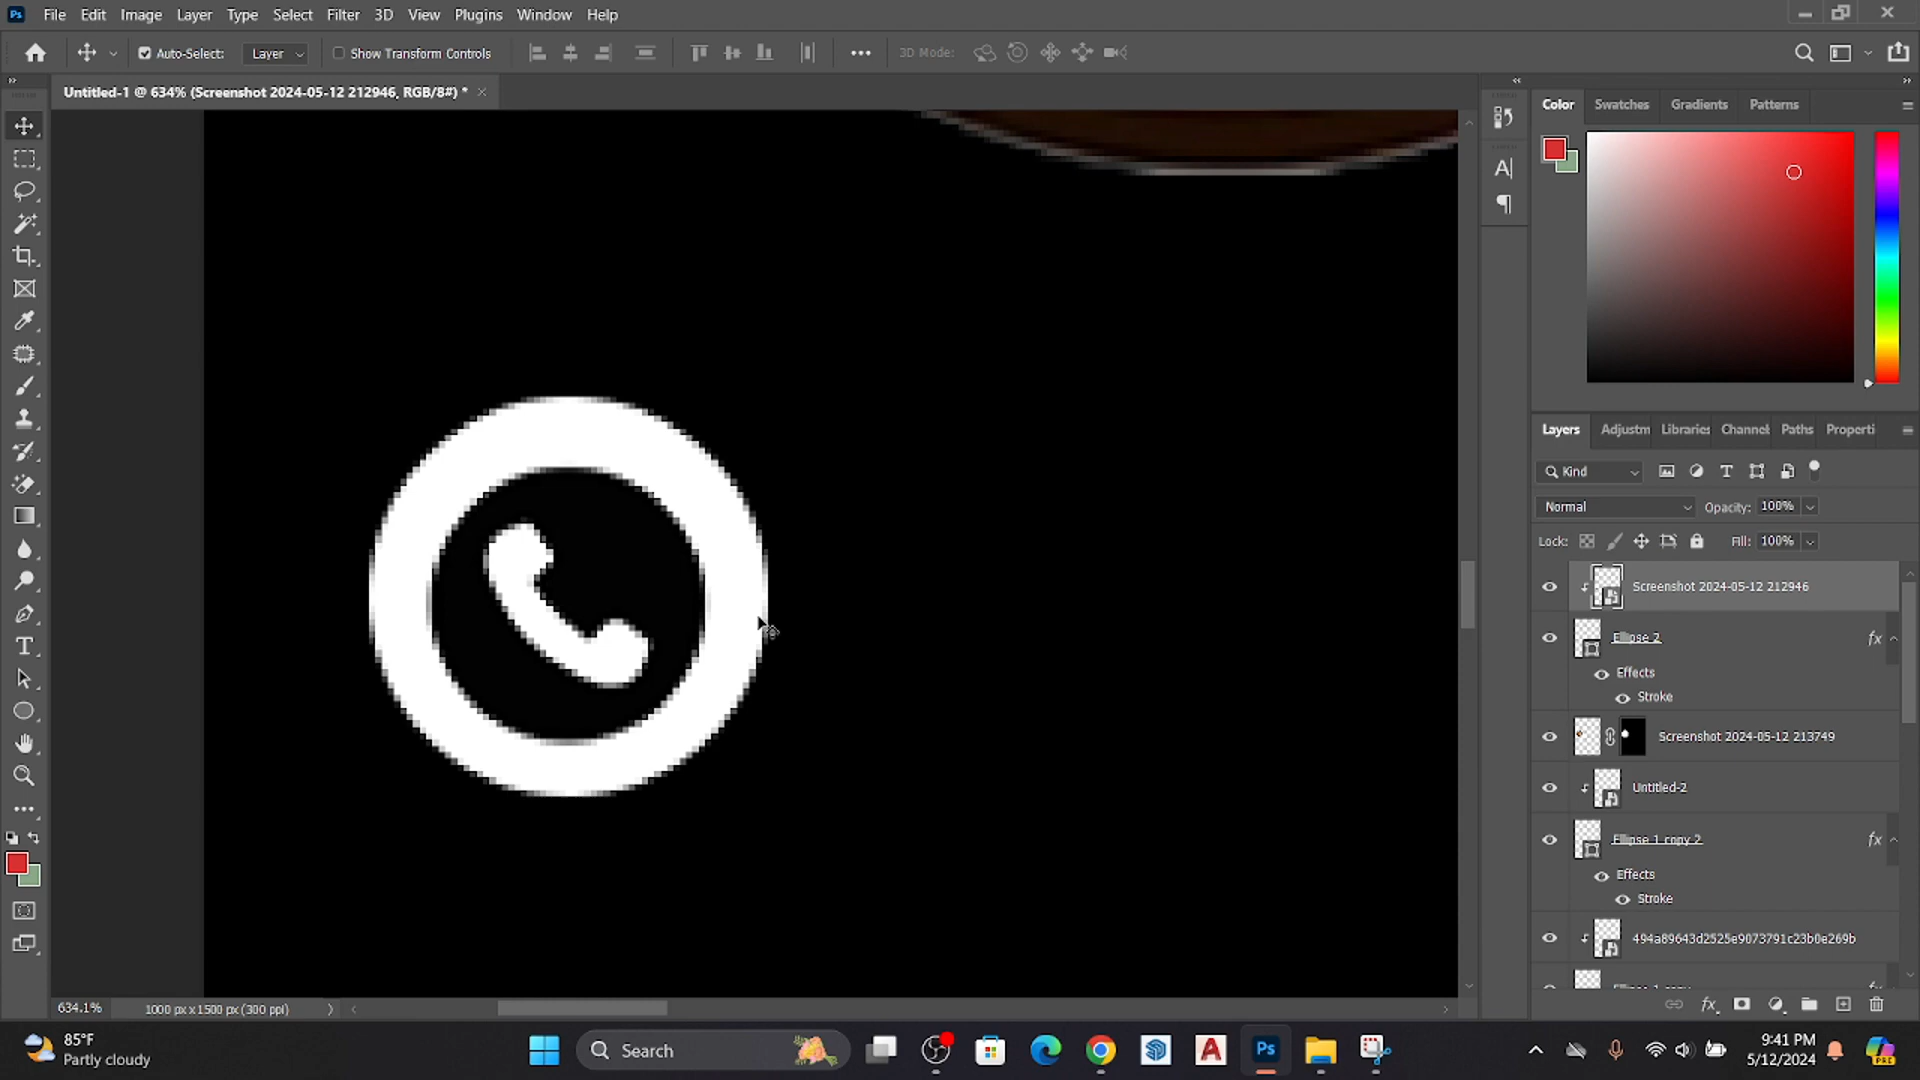 Ps File Edit Image Layer Type Select Filter 3D View Plugins Window Help
Auto-Select: Layer Show Transform Controls 3D Mode:
Untitled-1 @ 634% (Screenshot 2024-05-12 212946, RGB/8#) *
Color Swatches Gradients Patterns
Layers Adjustm Libraries Channel Paths Properti
Kind
Normal Opacity: 100%
Lock: Fill: 100%
Screenshot 2024-05-12 212946
Ellipse 2 fx
Effects
Stroke
Screenshot 2024-05-12 213749
Untitled-2
Ellipse 1 copy 2 fx
Effects
Stroke
494a89643d2525e9073791c23b0e269b
634.1% 1000 px x 1500 px (300 ppi)
85°F
Partly cloudy
Search
Ps
9:41 PM
5/12/2024